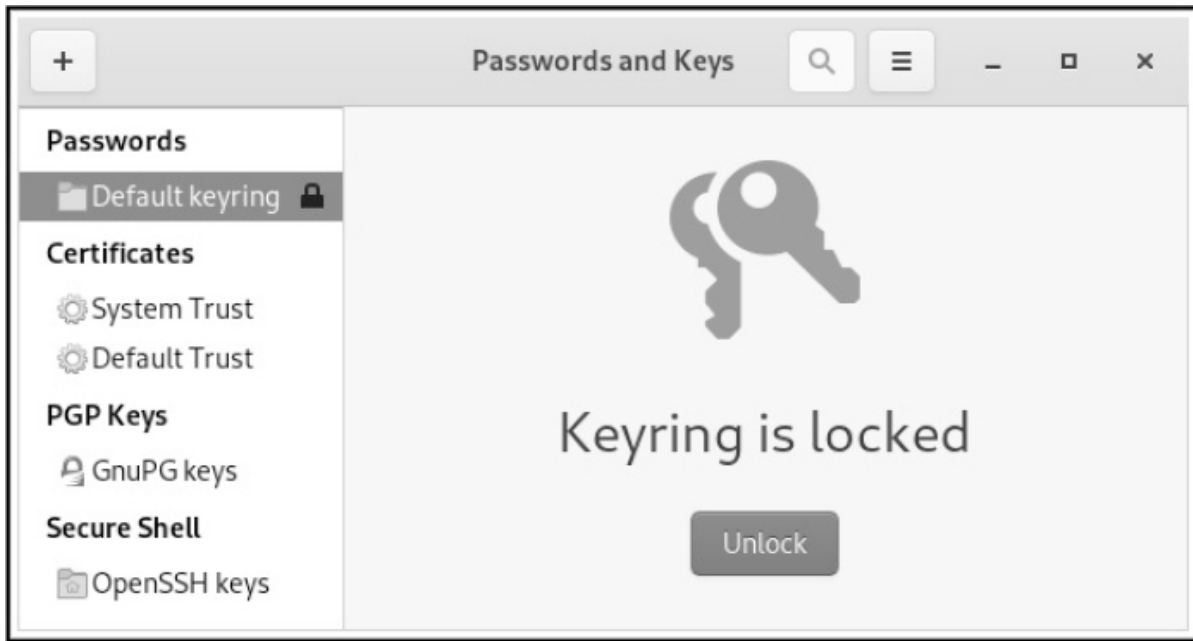 Passwords and Keys
Passwords
Default keyring
Certificates
System Trust
Default Trust
PGP Keys
GnuPG keys
Secure Shell
OpenSSH keys
Keyring is locked
Unlock